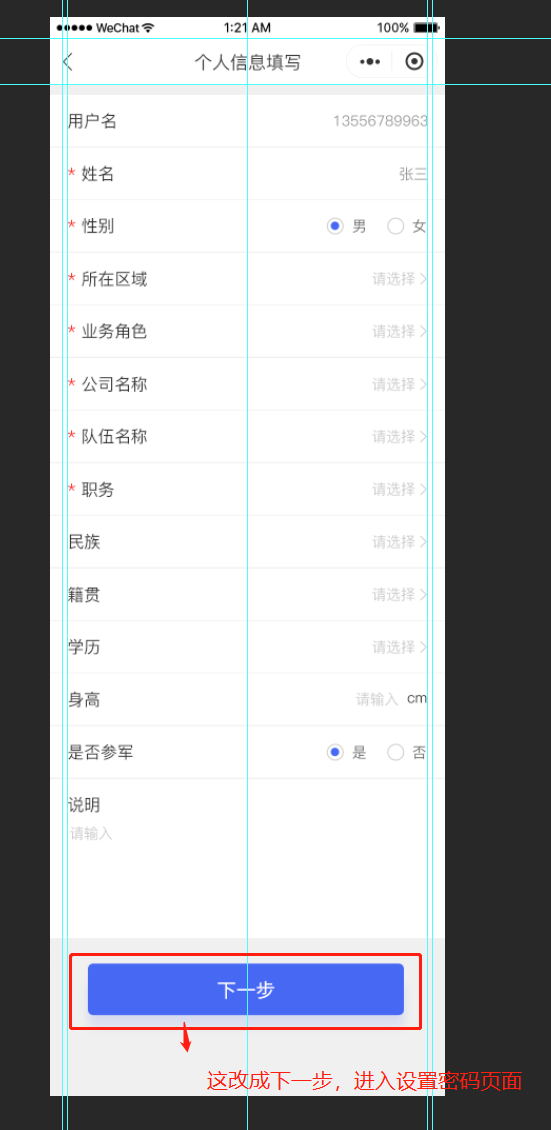 WeChat 1:21 AM 100%
个人信息填写
用户名 13556789963
* 姓名 张三
* 性别 男 女
* 所在区域 请选择
* 业务角色 请选择
* 公司名称 请选择
* 队伍名称 请选择
* 职务 请选择
民族 请选择
籍贯 请选择
学历 请选择
身高 请输入 cm
是否参军 是 否
说明
请输入
下一步
这改成下一步，进入设置密码页面